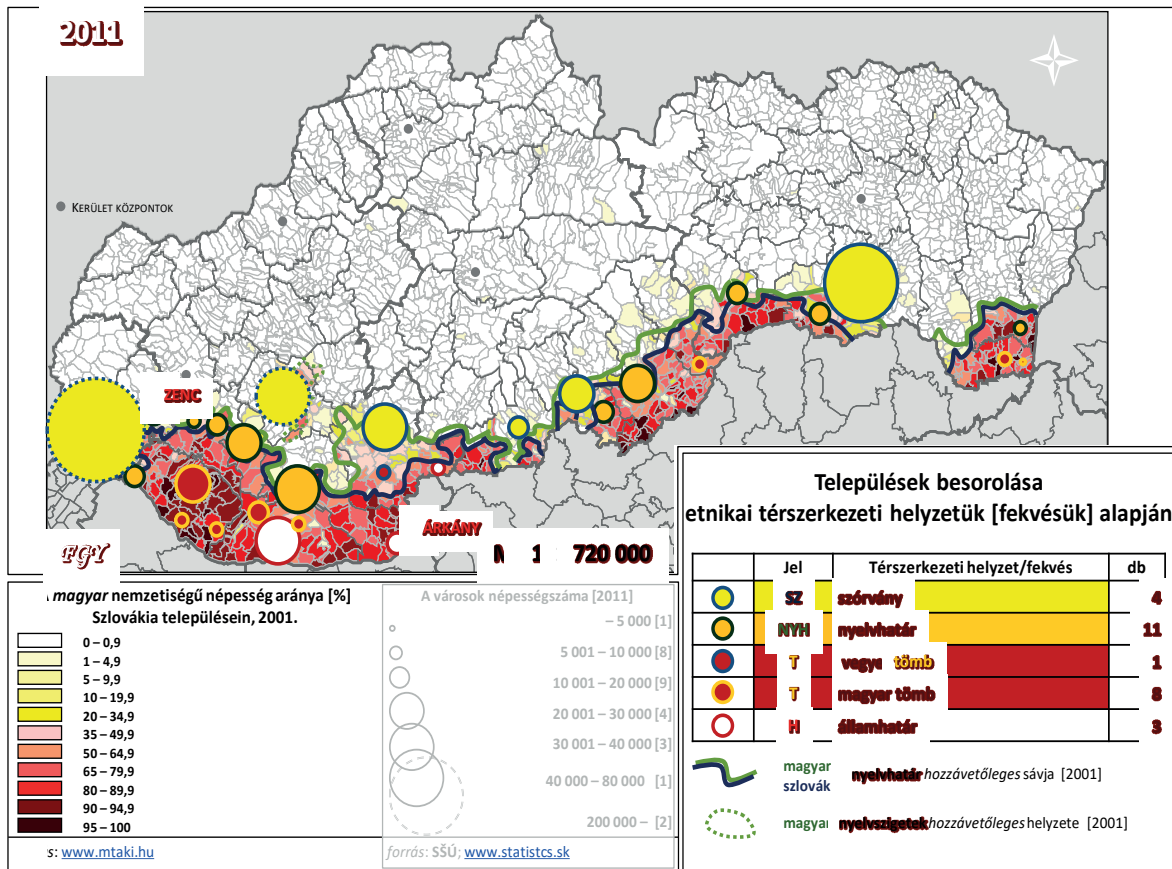 2011
KERÜLET KÖZPONTOK
ZENC
ÁRKÁNY
FGY
720 000
magyar nemzetiségű népesség aránya [%]
Szlovákia településein, 2001.
0 – 0,9
1 – 4,9
5 – 9,9
10 – 19,9
20 – 34,9
35 – 49,9
50 – 64,9
65 – 79,9
80 – 89,9
90 – 94,9
95 – 100
www.mtaki.hu
A városok népességszáma [2011]
– 5 000 [1]
5 001 – 10 000 [8]
10 001 – 20 000 [9]
20 001 – 30 000 [4]
30 001 – 40 000 [3]
40 000 – 80 000 [1]
200 000 – [2]
forrás: SŠÚ; www.statistcs.sk
Települések besorolása
etnikai térszerkezeti helyzetük [fekvésük] alapján
Jel Térszerkezeti helyzet/fekvés db
SZ szórvány 4
NYH nyelvhatár 11
T vegye tömb 1
T magyar tömb 8
H államhatár 3
magyar
szlovák
nyelvhatár hozzávetőleges sávja [2001]
magyar nyelvszigetek hozzávetőleges helyzete [2001]